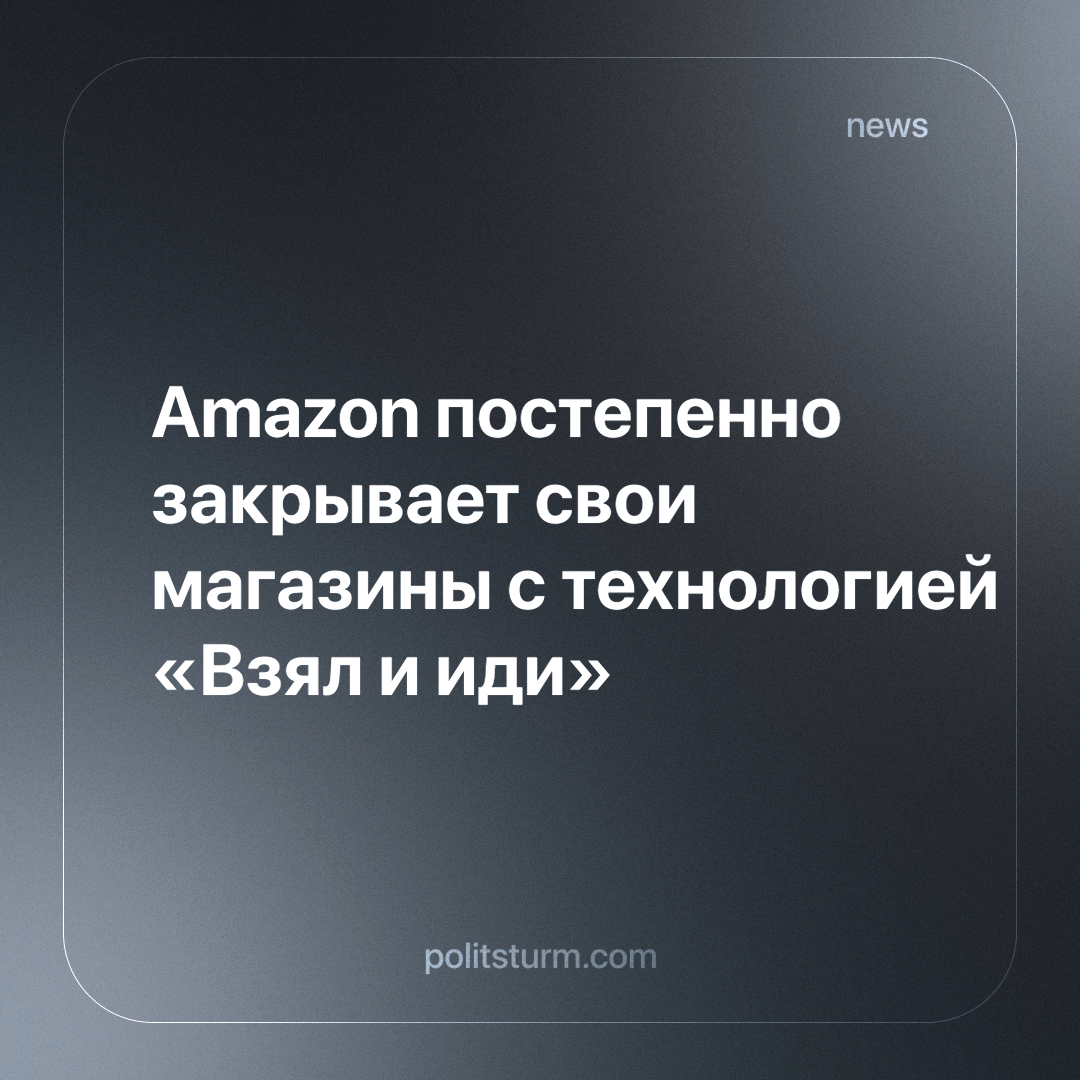 news
Amazon постепенно
закрывает свои
магазины с технологией
«Взял и иди»
politsturm.com